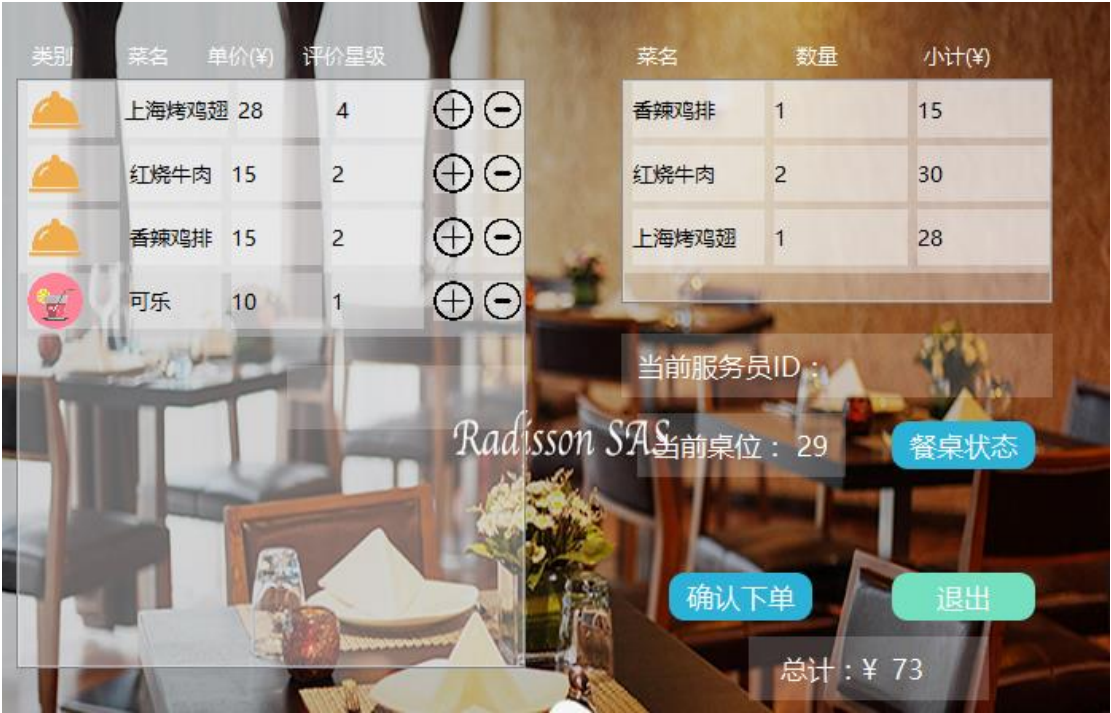 类别 菜名 单价(¥) 评价星级
上海烤鸡翅 28 4
红烧牛肉 15 2
香辣鸡排 15 2
可乐 10 1
菜名 数量 小计(¥)
香辣鸡排 1 15
红烧牛肉 2 30
上海烤鸡翅 1 28
当前服务员ID：
Radisson SAS
当前桌位： 29 餐桌状态
确认下单 退出
总计：¥ 73